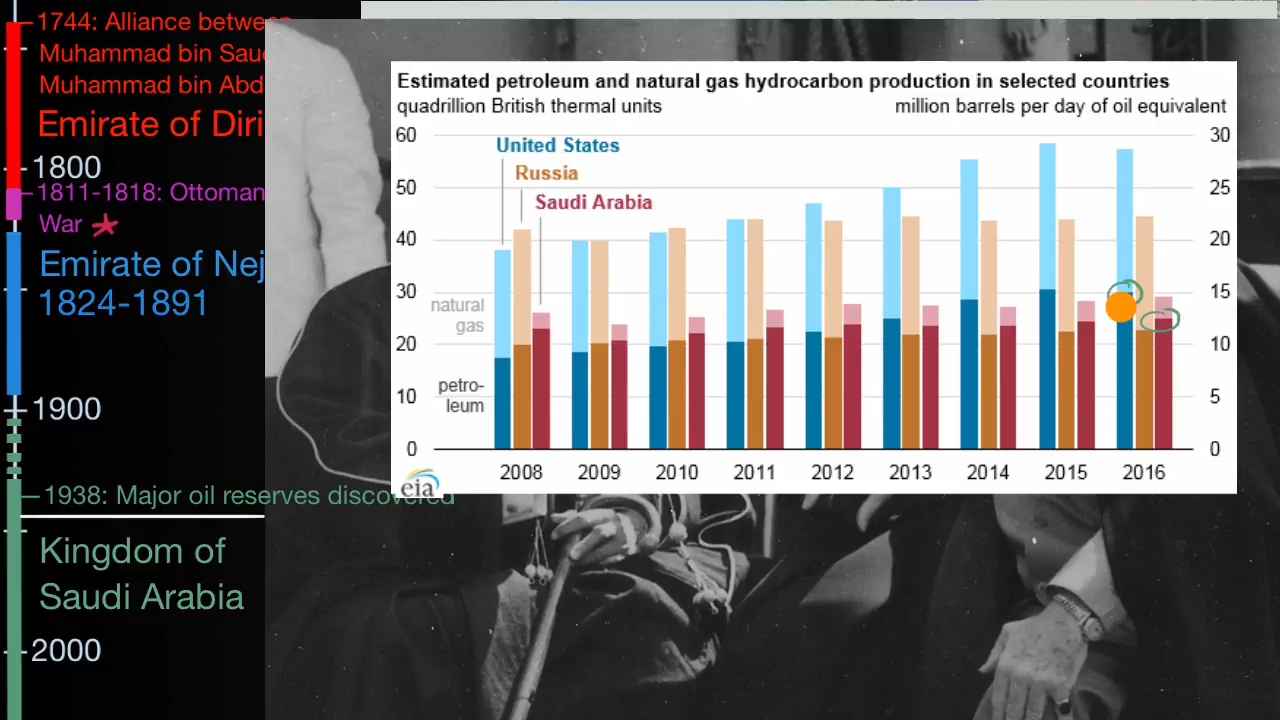 1744: Alliance between
Muhammad bin Sau
Muhammad bin Abd
Emirate of Diri
1800
1811-1818: Ottoman
War
Emirate of Nej
1824-1891
1900
1938: Major oil reserves discovered
Kingdom of
Saudi Arabia
2000
Estimated petroleum and natural gas hydrocarbon production in selected countries
quadrillion British thermal units
million barrels per day of oil equivalent
60
50
40
30
20
10
0
United States
Russia
Saudi Arabia
natural
gas
petro-
leum
30
25
20
15
10
5
0
2008 2009 2010 2011 2012 2013 2014 2015 2016
eia